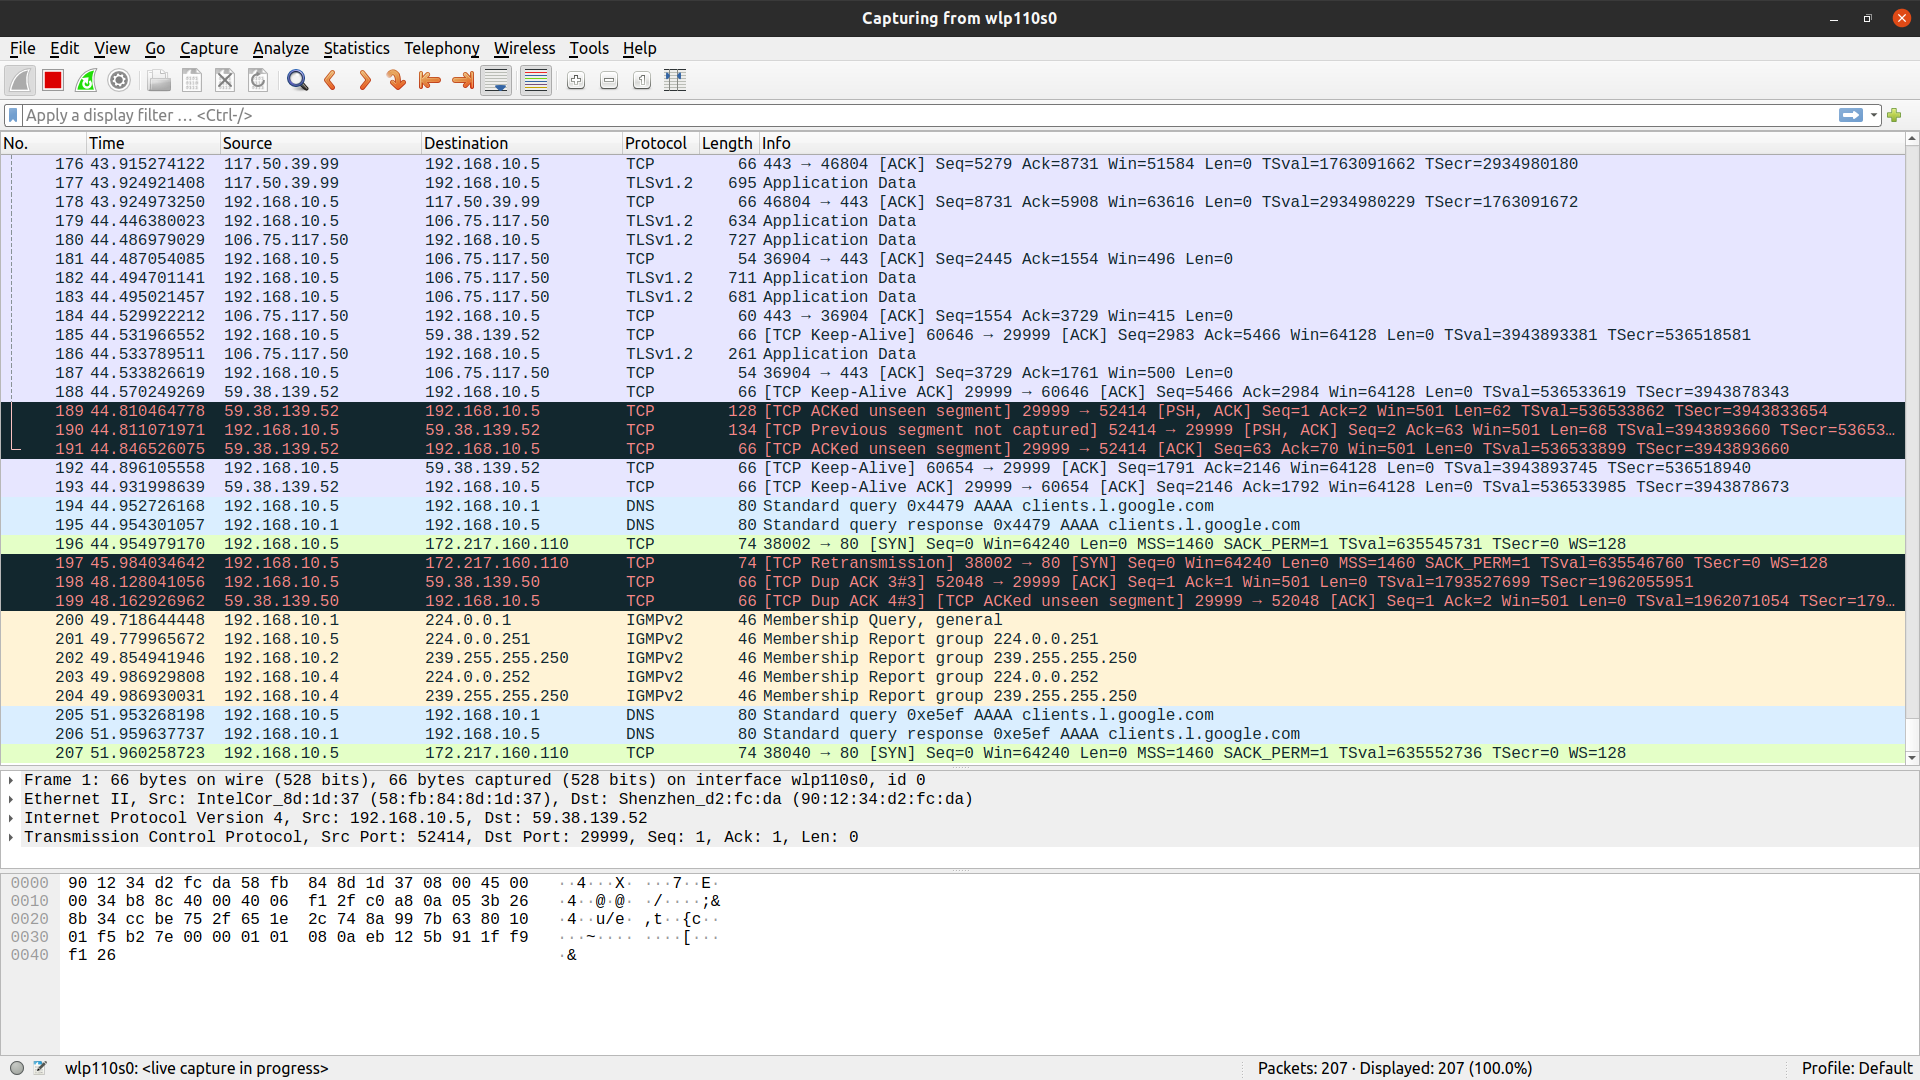 Capturing from wlp110s0
File Edit View Go Capture Analyze Statistics Telephony Wireless Tools Help
Apply a display filter … <Ctrl-/>
No. Time Source Destination Protocol Length Info
176 43.915274122 117.50.39.99 192.168.10.5 TCP 66 443 → 46804 [ACK] Seq=5279 Ack=8731 Win=51584 Len=0 TSval=1763091662 TSecr=2934980180
177 43.924921408 117.50.39.99 192.168.10.5 TLSv1.2 695 Application Data
178 43.924973250 192.168.10.5 117.50.39.99 TCP 66 46804 → 443 [ACK] Seq=8731 Ack=5908 Win=63616 Len=0 TSval=2934980229 TSecr=1763091672
179 44.446380023 192.168.10.5 106.75.117.50 TLSv1.2 634 Application Data
180 44.486979029 106.75.117.50 192.168.10.5 TLSv1.2 727 Application Data
181 44.487054085 192.168.10.5 106.75.117.50 TCP 54 36904 → 443 [ACK] Seq=2445 Ack=1554 Win=496 Len=0
182 44.494701141 192.168.10.5 106.75.117.50 TLSv1.2 711 Application Data
183 44.495021457 192.168.10.5 106.75.117.50 TLSv1.2 681 Application Data
184 44.529922212 106.75.117.50 192.168.10.5 TCP 60 443 → 36904 [ACK] Seq=1554 Ack=3729 Win=415 Len=0
185 44.531966552 192.168.10.5 59.38.139.52 TCP 66 [TCP Keep-Alive] 60646 → 29999 [ACK] Seq=2983 Ack=5466 Win=64128 Len=0 TSval=3943893381 TSecr=536518581
186 44.533789511 106.75.117.50 192.168.10.5 TLSv1.2 261 Application Data
187 44.533826619 192.168.10.5 106.75.117.50 TCP 54 36904 → 443 [ACK] Seq=3729 Ack=1761 Win=500 Len=0
188 44.570249269 59.38.139.52 192.168.10.5 TCP 66 [TCP Keep-Alive ACK] 29999 → 60646 [ACK] Seq=5466 Ack=2984 Win=64128 Len=0 TSval=536533619 TSecr=3943878343
189 44.810464778 59.38.139.52 192.168.10.5 TCP 128 [TCP ACKed unseen segment] 29999 → 52414 [PSH, ACK] Seq=1 Ack=2 Win=501 Len=62 TSval=536533862 TSecr=3943833654
190 44.811071971 192.168.10.5 59.38.139.52 TCP 134 [TCP Previous segment not captured] 52414 → 29999 [PSH, ACK] Seq=2 Ack=63 Win=501 Len=68 TSval=3943893660 TSecr=53653…
191 44.846526075 59.38.139.52 192.168.10.5 TCP 66 [TCP ACKed unseen segment] 29999 → 52414 [ACK] Seq=63 Ack=70 Win=501 Len=0 TSval=536533899 TSecr=3943893660
192 44.896105558 192.168.10.5 59.38.139.52 TCP 66 [TCP Keep-Alive] 60654 → 29999 [ACK] Seq=1791 Ack=2146 Win=64128 Len=0 TSval=3943893745 TSecr=536518940
193 44.931998639 59.38.139.52 192.168.10.5 TCP 66 [TCP Keep-Alive ACK] 29999 → 60654 [ACK] Seq=2146 Ack=1792 Win=64128 Len=0 TSval=536533985 TSecr=3943878673
194 44.952726168 192.168.10.5 192.168.10.1 DNS 80 Standard query 0x4479 AAAA clients.l.google.com
195 44.954301057 192.168.10.1 192.168.10.5 DNS 80 Standard query response 0x4479 AAAA clients.l.google.com
196 44.954979170 192.168.10.5 172.217.160.110 TCP 74 38002 → 80 [SYN] Seq=0 Win=64240 Len=0 MSS=1460 SACK_PERM=1 TSval=635545731 TSecr=0 WS=128
197 45.984034642 192.168.10.5 172.217.160.110 TCP 74 [TCP Retransmission] 38002 → 80 [SYN] Seq=0 Win=64240 Len=0 MSS=1460 SACK_PERM=1 TSval=635546760 TSecr=0 WS=128
198 48.128041056 192.168.10.5 59.38.139.50 TCP 66 [TCP Dup ACK 3#3] 52048 → 29999 [ACK] Seq=1 Ack=1 Win=501 Len=0 TSval=1793527699 TSecr=1962055951
199 48.162926962 59.38.139.50 192.168.10.5 TCP 66 [TCP Dup ACK 4#3] [TCP ACKed unseen segment] 29999 → 52048 [ACK] Seq=1 Ack=2 Win=501 Len=0 TSval=1962071054 TSecr=179…
200 49.718644448 192.168.10.1 224.0.0.1 IGMPv2 46 Membership Query, general
201 49.779965672 192.168.10.5 224.0.0.251 IGMPv2 46 Membership Report group 224.0.0.251
202 49.854941946 192.168.10.2 239.255.255.250 IGMPv2 46 Membership Report group 239.255.255.250
203 49.986929808 192.168.10.4 224.0.0.252 IGMPv2 46 Membership Report group 224.0.0.252
204 49.986930031 192.168.10.4 239.255.255.250 IGMPv2 46 Membership Report group 239.255.255.250
205 51.953268198 192.168.10.5 192.168.10.1 DNS 80 Standard query 0xe5ef AAAA clients.l.google.com
206 51.959637737 192.168.10.1 192.168.10.5 DNS 80 Standard query response 0xe5ef AAAA clients.l.google.com
207 51.960258723 192.168.10.5 172.217.160.110 TCP 74 38040 → 80 [SYN] Seq=0 Win=64240 Len=0 MSS=1460 SACK_PERM=1 TSval=635552736 TSecr=0 WS=128
Frame 1: 66 bytes on wire (528 bits), 66 bytes captured (528 bits) on interface wlp110s0, id 0
Ethernet II, Src: IntelCor_8d:1d:37 (58:fb:84:8d:1d:37), Dst: Shenzhen_d2:fc:da (90:12:34:d2:fc:da)
Internet Protocol Version 4, Src: 192.168.10.5, Dst: 59.38.139.52
Transmission Control Protocol, Src Port: 52414, Dst Port: 29999, Seq: 1, Ack: 1, Len: 0
0000 90 12 34 d2 fc da 58 fb 84 8d 1d 37 08 00 45 00 ··4···X· ···7··E·
0010 00 34 b8 8c 40 00 40 06 f1 2f c0 a8 0a 05 3b 26 ·4··@·@· ·/····;&
0020 8b 34 cc be 75 2f 65 1e 2c 74 8a 99 7b 63 80 10 ·4··u/e· ,t··{c··
0030 01 f5 b2 7e 00 00 01 01 08 0a eb 12 5b 91 1f f9 ···~···· ····[···
0040 f1 26 ·&
wlp110s0: <live capture in progress> Packets: 207 · Displayed: 207 (100.0%) Profile: Default